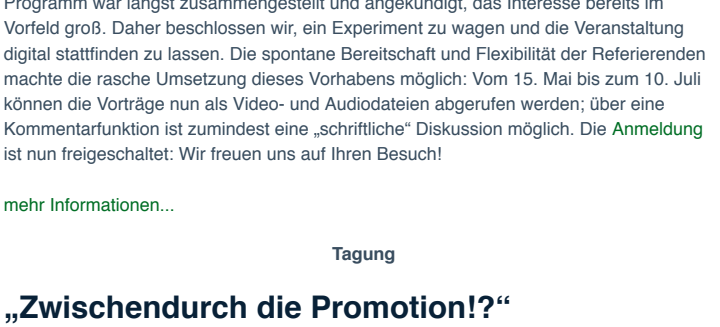 Programm war längst zusammengestellt und angekündigt, das Interesse bereits im
Vorfeld groß. Daher beschlossen wir, ein Experiment zu wagen und die Veranstaltung
digital stattfinden zu lassen. Die spontane Bereitschaft und Flexibilität der Referierenden
machte die rasche Umsetzung dieses Vorhabens möglich: Vom 15. Mai bis zum 10. Juli
können die Vorträge nun als Video- und Audiodateien abgerufen werden; über eine
Kommentarfunktion ist zumindest eine „schriftliche“ Diskussion möglich. Die Anmeldung
ist nun freigeschaltet: Wir freuen uns auf Ihren Besuch!
mehr Informationen...
Tagung
„Zwischendurch die Promotion!?“